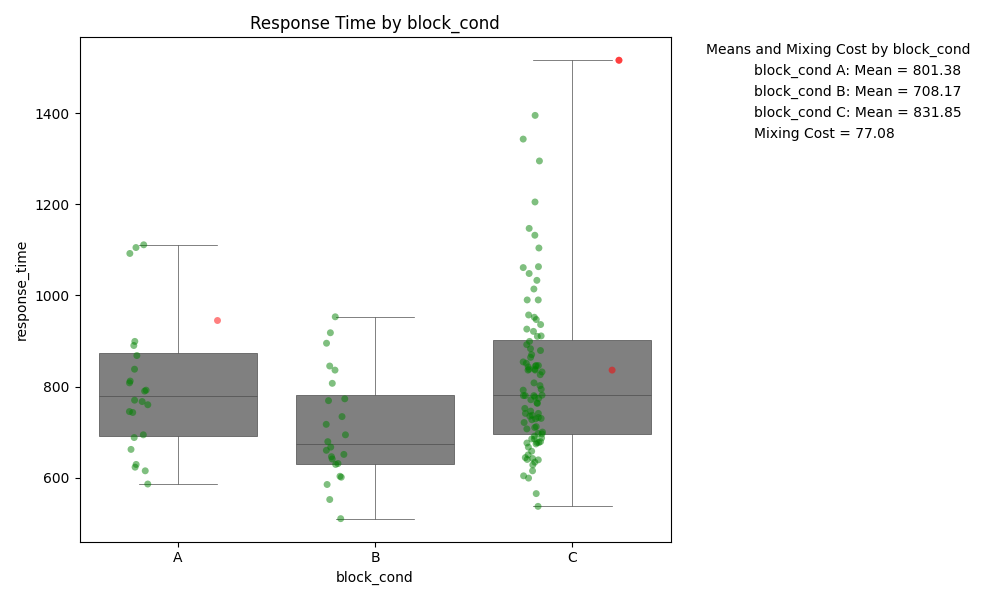 Response Time by block_cond
Means and Mixing Cost by block_cond
block_cond A: Mean = 801.38
block_cond B: Mean = 708.17
block_cond C: Mean = 831.85
Mixing Cost = 77.08
response_time
1400
1200
1000
800
600
A
B
C
block_cond